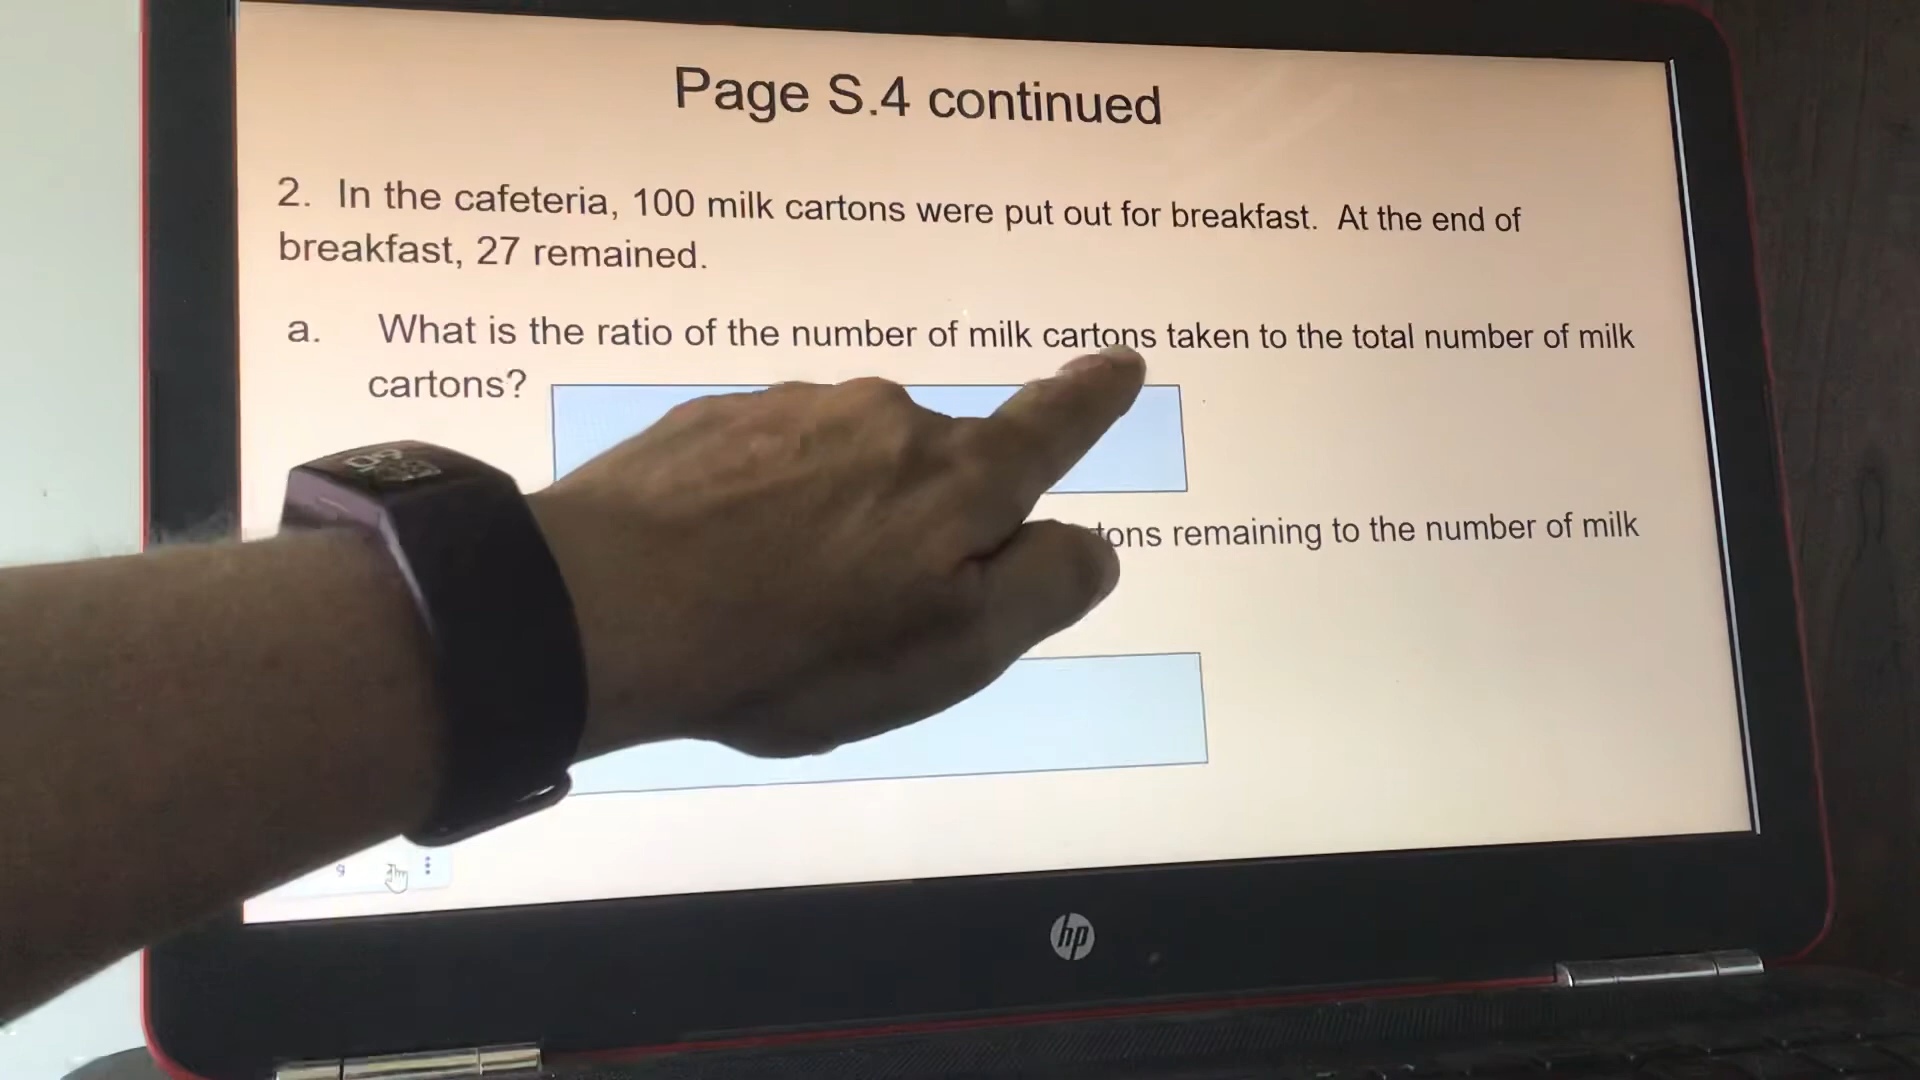 Page S.4 continued
2. In the cafeteria, 100 milk cartons were put out for breakfast. At the end of
breakfast, 27 remained.
a. What is the ratio of the number of milk cartons taken to the total number of milk
cartons?
remaining to the number of milk
9
hp